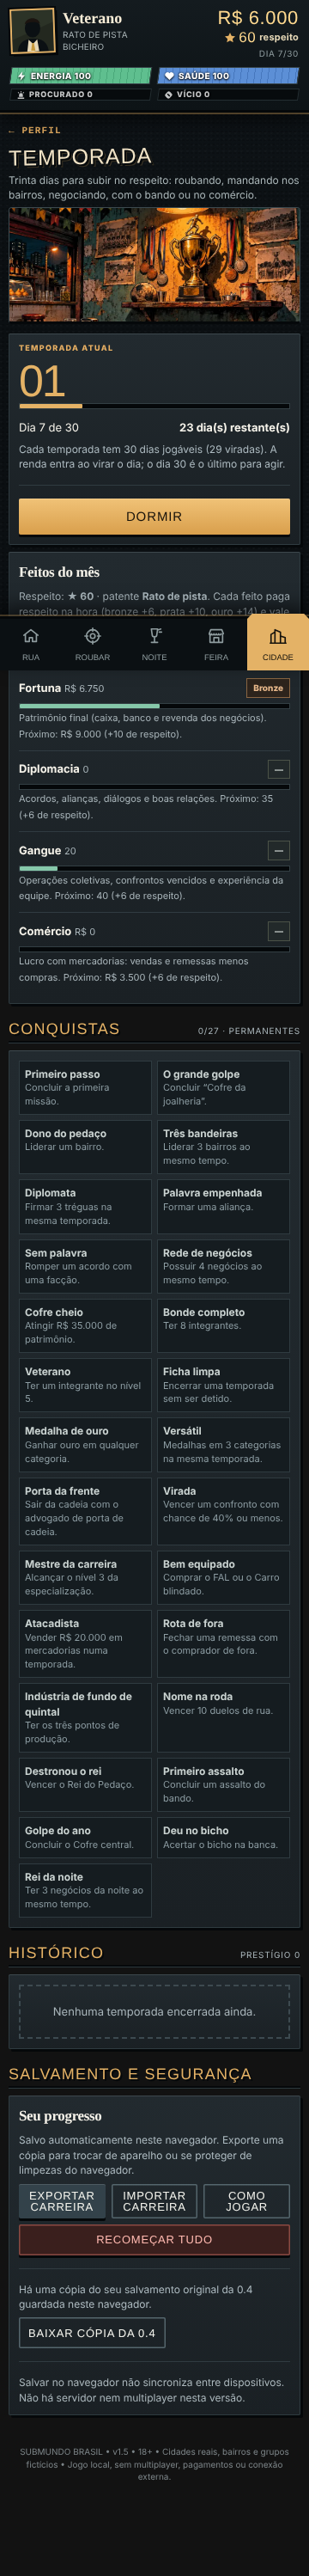 Veterano
RATO DE PISTA
BICHEIRO
R$ 6.000
60 respeito
DIA 7/30
ENERGIA 100
SAÚDE 100
PROCURADO 0
VÍCIO 0
← PERFIL
TEMPORADA
Trinta dias para subir no respeito: roubando, mandando nos
bairros, negociando, com o bando ou no comércio.
TEMPORADA ATUAL
01
Dia 7 de 30
23 dia(s) restante(s)
Cada temporada tem 30 dias jogáveis (29 viradas). A
renda entra ao virar o dia; o dia 30 é o último para agir.
DORMIR
Feitos do mês
Respeito: ★ 60 · patente Rato de pista. Cada feito paga
respeito na hora (bronze +6, prata +10, ouro +14) e vale
RUA
ROUBAR
NOITE
FEIRA
CIDADE
Fortuna R$ 6.750
Bronze
Patrimônio final (caixa, banco e revenda dos negócios).
Próximo: R$ 9.000 (+10 de respeito).
Diplomacia 0
—
Acordos, alianças, diálogos e boas relações. Próximo: 35
(+6 de respeito).
Gangue 20
—
Operações coletivas, confrontos vencidos e experiência da
equipe. Próximo: 40 (+6 de respeito).
Comércio R$ 0
—
Lucro com mercadorias: vendas e remessas menos
compras. Próximo: R$ 3.500 (+6 de respeito).
CONQUISTAS
0/27 · PERMANENTES
Primeiro passo
Concluir a primeira
missão.
O grande golpe
Concluir "Cofre da
joalheria".
Dono do pedaço
Liderar um bairro.
Três bandeiras
Liderar 3 bairros ao
mesmo tempo.
Diplomata
Firmar 3 tréguas na
mesma temporada.
Palavra empenhada
Formar uma aliança.
Sem palavra
Romper um acordo com
uma facção.
Rede de negócios
Possuir 4 negócios ao
mesmo tempo.
Cofre cheio
Atingir R$ 35.000 de
patrimônio.
Bonde completo
Ter 8 integrantes.
Veterano
Ter um integrante no nível
5.
Ficha limpa
Encerrar uma temporada
sem ser detido.
Medalha de ouro
Ganhar ouro em qualquer
categoria.
Versátil
Medalhas em 3 categorias
na mesma temporada.
Porta da frente
Sair da cadeia com o
advogado de porta de
cadeia.
Virada
Vencer um confronto com
chance de 40% ou menos.
Mestre da carreira
Alcançar o nível 3 da
especialização.
Bem equipado
Comprar o FAL ou o Carro
blindado.
Atacadista
Vender R$ 20.000 em
mercadorias numa
temporada.
Rota de fora
Fechar uma remessa com
o comprador de fora.
Indústria de fundo de
quintal
Ter os três pontos de
produção.
Nome na roda
Vencer 10 duelos de rua.
Destronou o rei
Vencer o Rei do Pedaço.
Primeiro assalto
Concluir um assalto do
bando.
Golpe do ano
Concluir o Cofre central.
Deu no bicho
Acertar o bicho na banca.
Rei da noite
Ter 3 negócios da noite ao
mesmo tempo.
HISTÓRICO
PRESTÍGIO 0
Nenhuma temporada encerrada ainda.
SALVAMENTO E SEGURANÇA
Seu progresso
Salvo automaticamente neste navegador. Exporte uma
cópia para trocar de aparelho ou se proteger de
limpezas do navegador.
EXPORTAR
CARREIRA
IMPORTAR
CARREIRA
COMO
JOGAR
RECOMEÇAR TUDO
Há uma cópia do seu salvamento original da 0.4
guardada neste navegador.
BAIXAR CÓPIA DA 0.4
Salvar no navegador não sincroniza entre dispositivos.
Não há servidor nem multiplayer nesta versão.
SUBMUNDO BRASIL • v1.5 • 18+ • Cidades reais, bairros e grupos
fictícios • Jogo local, sem multiplayer, pagamentos ou conexão
externa.